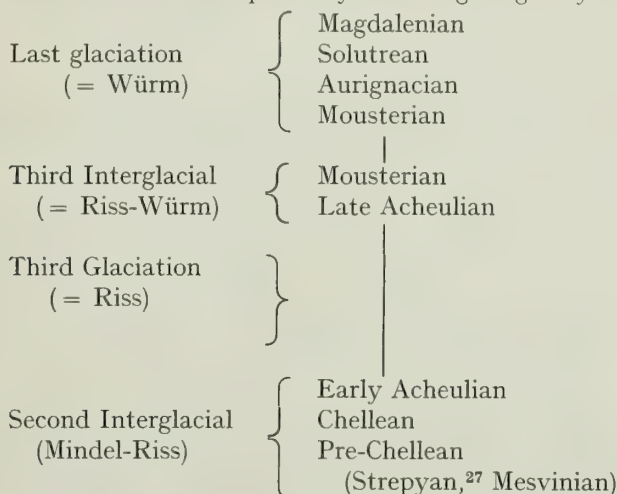 Magdalenian
Last glaciation Solutrean
(= Würm) Aurignacian
Mousterian
Third Interglacial Mousterian
(= Riss-Würm) Late Acheulian
Third Glaciation
(= Riss)
Early Acheulian
Second Interglacial Chellean
(Mindel-Riss) Pre-Chellean
(Strepyan,²⁷ Mesvinian)